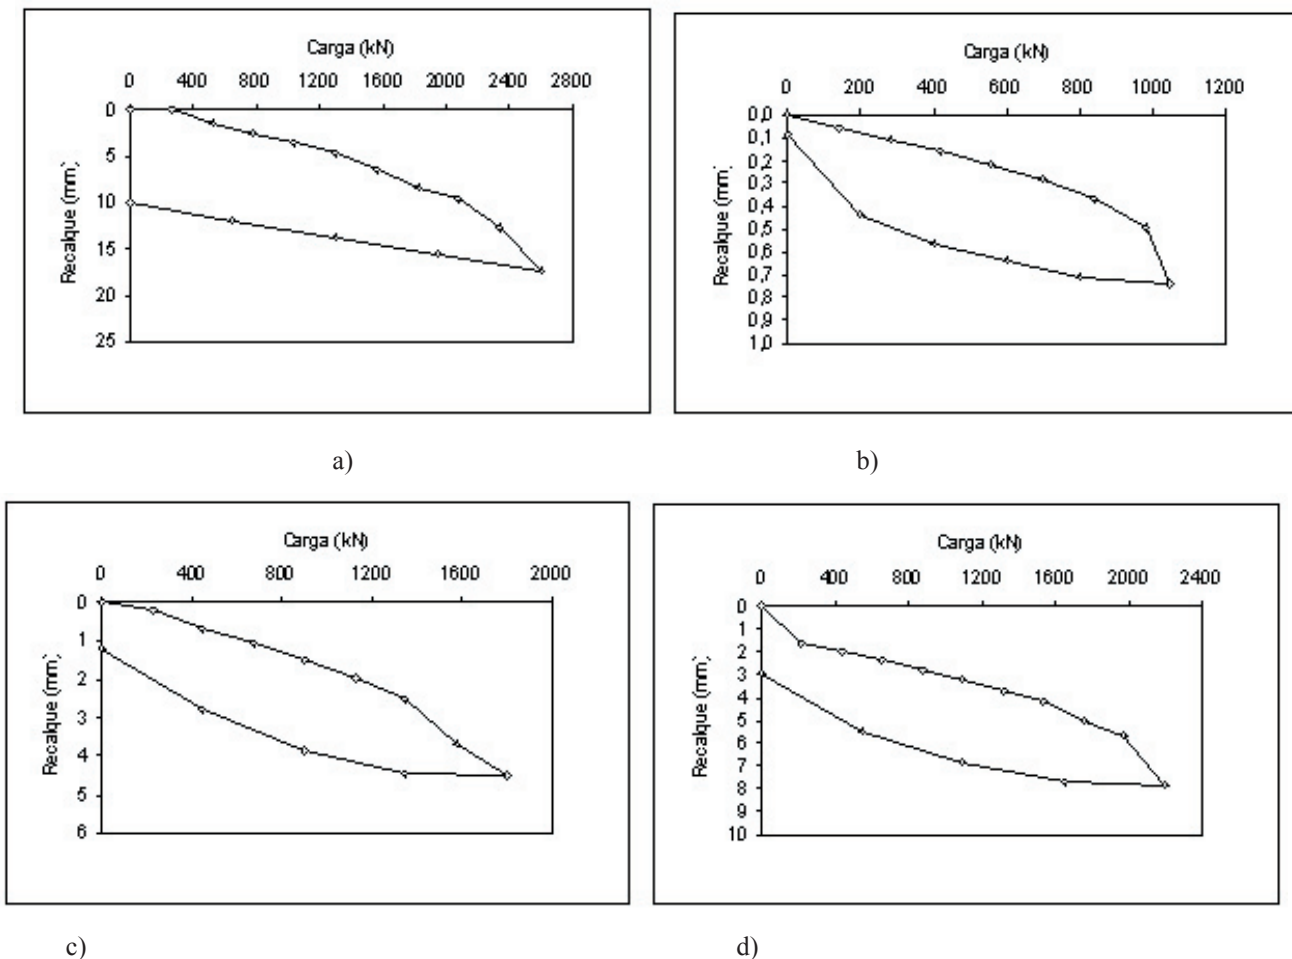 Carga (kN)
0 400 800 1200 1600 2000 2400 2800
Recalque (mm)
0
5
10
15
20
25
a)
Carga (kN)
0 200 400 600 800 1000 1200
Recalque (mm)
0,0
0,1
0,2
0,3
0,4
0,5
0,6
0,7
0,8
0,9
1,0
b)
Carga (kN)
0 400 800 1200 1600 2000
Recalque (mm)
0
1
2
3
4
5
6
c)
Carga (kN)
0 400 800 1200 1600 2000 2400
Recalque (mm)
0
1
2
3
4
5
6
7
8
9
10
d)